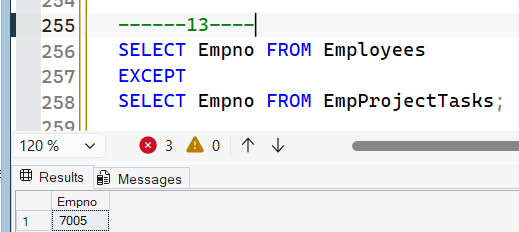 254
255 ------13----
256 SELECT Empno FROM Employees
257 EXCEPT
258 SELECT Empno FROM EmpProjectTasks;
259
120 % 3 0
Results Messages
Empno
1 7005